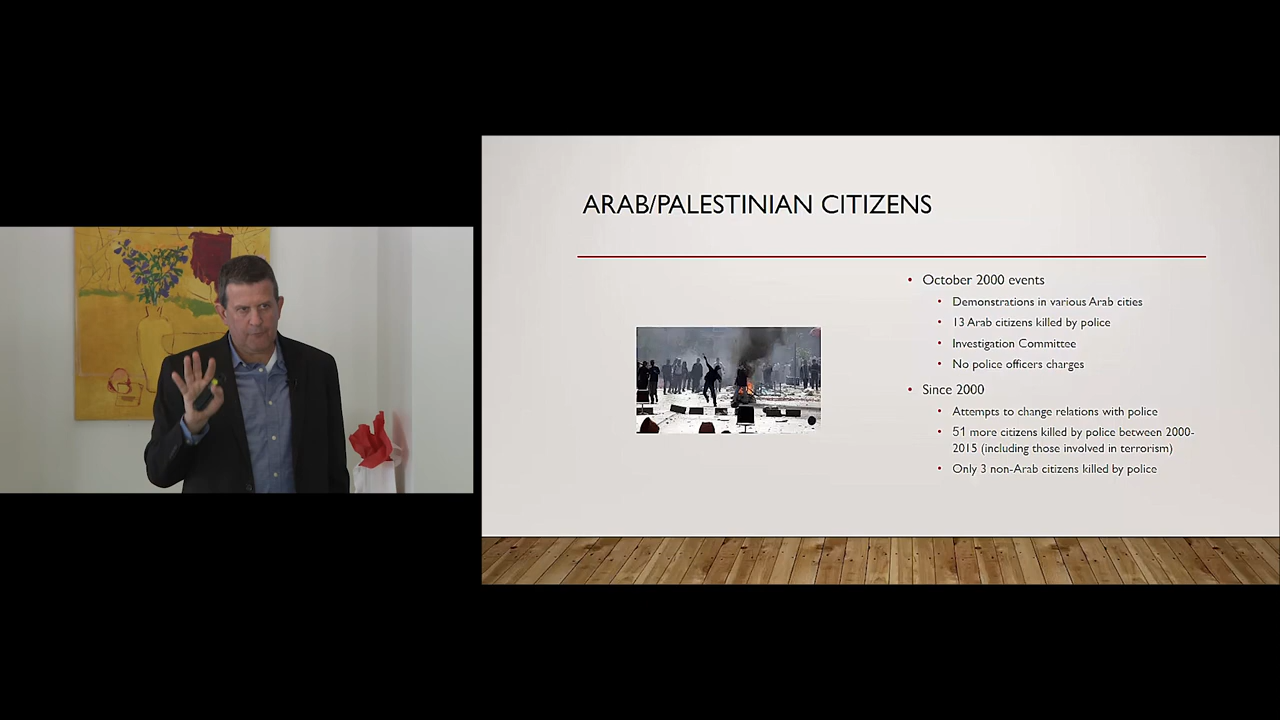 ARAB/PALESTINIAN CITIZENS
• October 2000 events
• Demonstrations in various Arab cities
• 13 Arab citizens killed by police
• Investigation Committee
• No police officers charges
• Since 2000
• Attempts to change relations with police
• 51 more citizens killed by police between 2000-
2015 (including those involved in terrorism)
• Only 3 non-Arab citizens killed by police